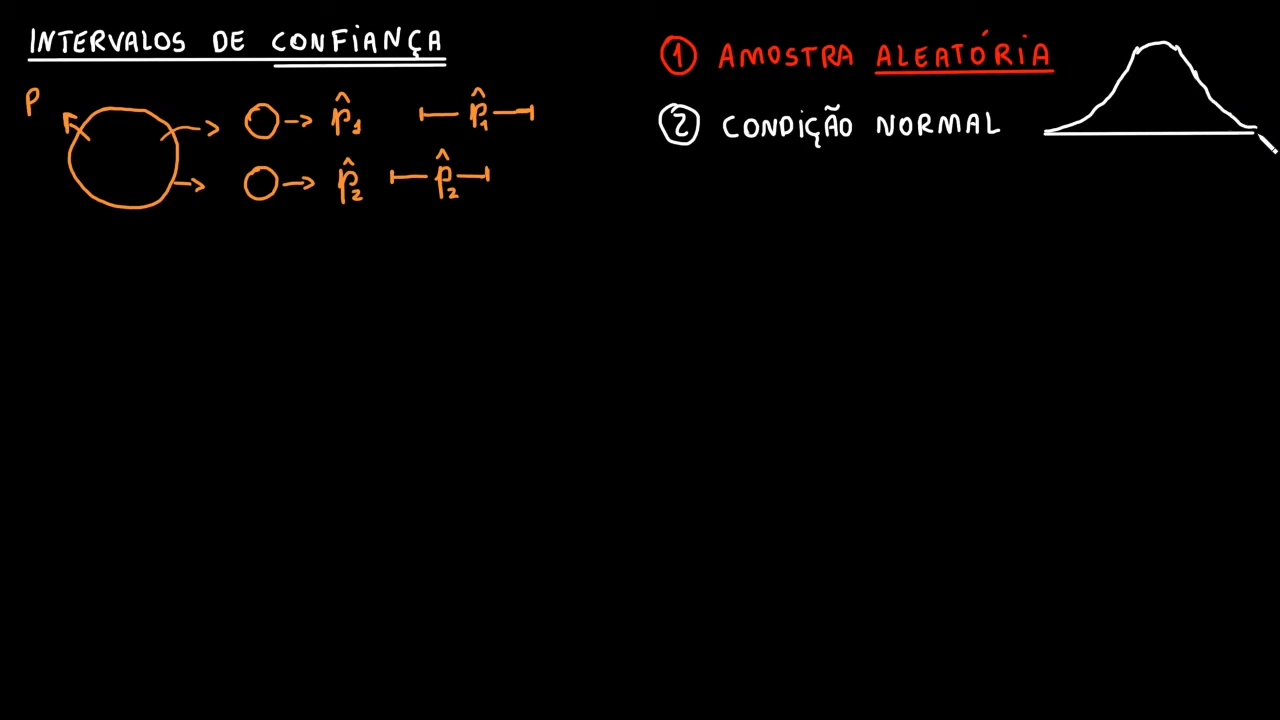 INTERVALOS DE CONFIANÇA
P
p̂1 p̂1
p̂2 p̂2
1 AMOSTRA ALEATÓRIA
2 CONDIÇÃO NORMAL